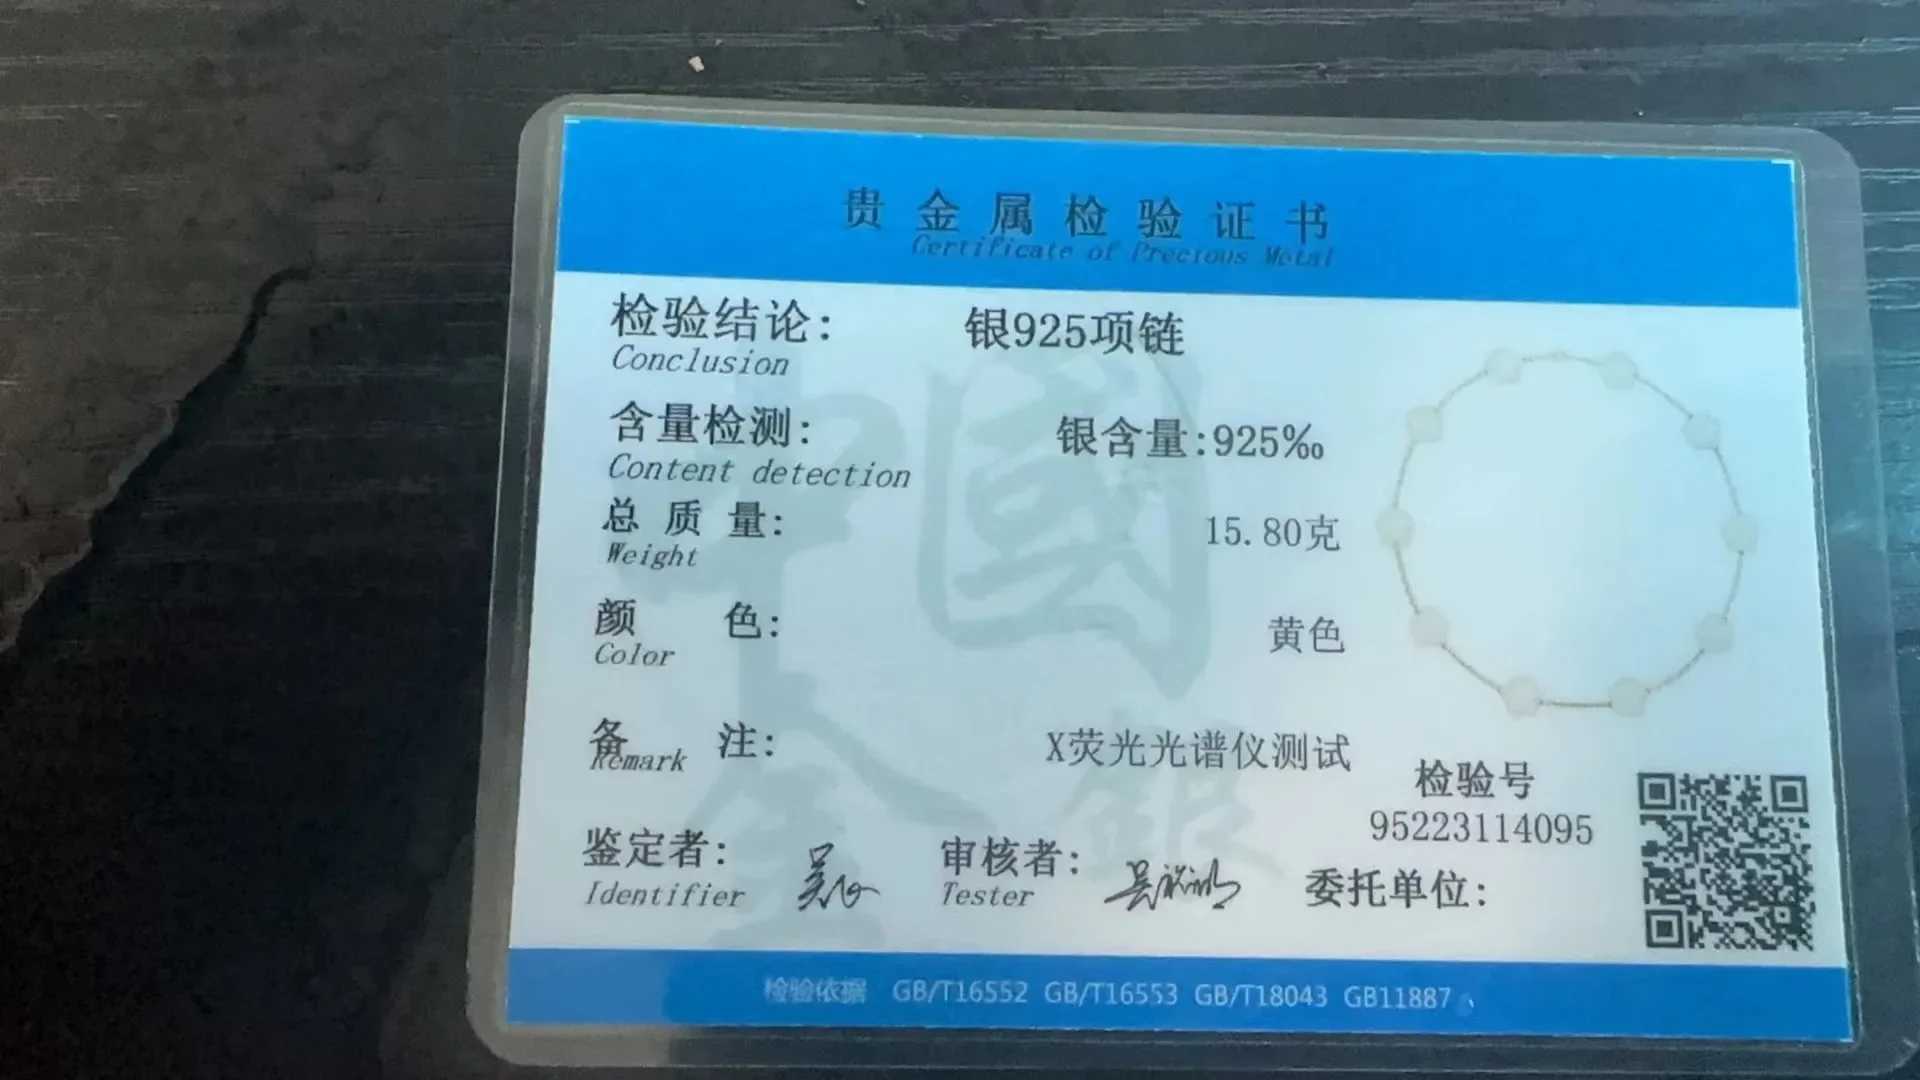 贵金属检验证书
Certificate of Precious Metal
检验结论: 银925项链
Conclusion
含量检测: 银含量:925‰
Content detection
总质量: 15.80克
Weight
颜色: 黄色
Color
备注: X荧光光谱仪测试
Remark
检验号
95223114095
鉴定者: 审核者: 委托单位:
Identifier Tester
检验依据 GB/T16552 GB/T16553 GB/T18043 GB11887
中國
金銀